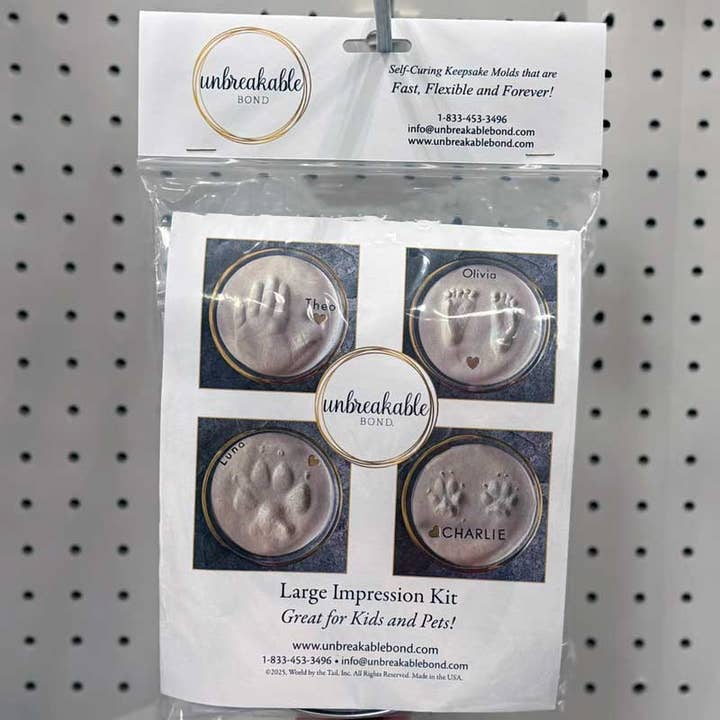 unbreakable
BOND
Self-Curing Keepsake Molds that are
Fast, Flexible and Forever!
1-833-453-3496
info@unbreakablebond.com
www.unbreakablebond.com
Theo
Olivia
unbreakable
BOND.
Luna
CHARLIE
Large Impression Kit
Great for Kids and Pets!
www.unbreakablebond.com
1-833-453-3496 • info@unbreakablebond.com
©2025, World by the Tail, Inc. All Rights Reserved. Made in the USA.